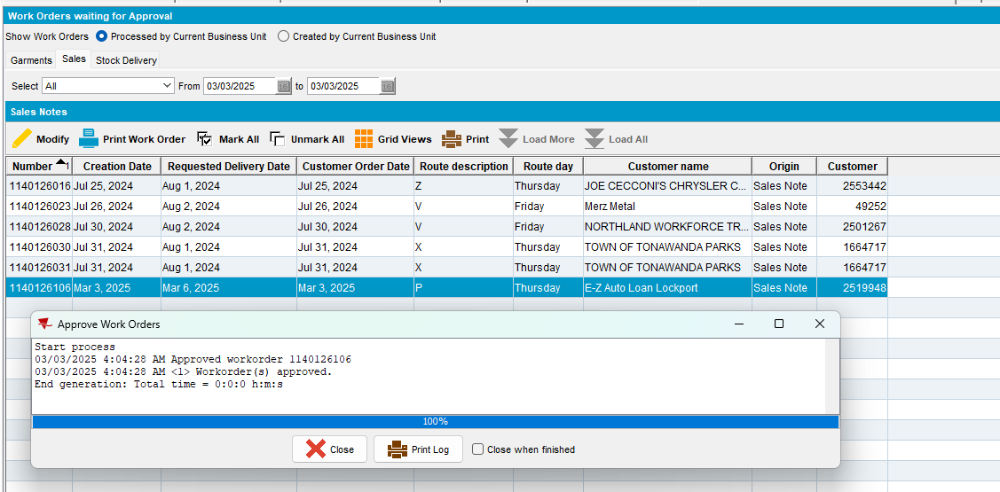 Work Orders waiting for Approval
Show Work Orders Processed by Current Business Unit Created by Current Business Unit
Garments Sales Stock Delivery
Select All From 03/03/2025 16 to 03/03/2025 16
Sales Notes
Modify Print Work Order Mark All Unmark All Grid Views Print Load More Load All
Number 1 Creation Date Requested Delivery Date Customer Order Date Route description Route day Customer name Origin Customer
1140126016 Jul 25, 2024 Aug 1, 2024 Jul 25, 2024 Z Thursday JOE CECCONI'S CHRYSLER C... Sales Note 2553442
1140126023 Jul 26, 2024 Aug 2, 2024 Jul 26, 2024 V Friday Merz Metal Sales Note 49252
1140126028 Jul 30, 2024 Aug 2, 2024 Jul 30, 2024 V Friday NORTHLAND WORKFORCE TR... Sales Note 2501267
1140126030 Jul 31, 2024 Aug 1, 2024 Jul 31, 2024 X Thursday TOWN OF TONAWANDA PARKS Sales Note 1664717
1140126031 Jul 31, 2024 Aug 1, 2024 Jul 31, 2024 X Thursday TOWN OF TONAWANDA PARKS Sales Note 1664717
1140126106 Mar 3, 2025 Mar 6, 2025 Mar 3, 2025 P Thursday E-Z Auto Loan Lockport Sales Note 2519948
Approve Work Orders
Start process
03/03/2025 4:04:28 AM Approved workorder 1140126106
03/03/2025 4:04:28 AM <1> Workorder(s) approved.
End generation: Total time = 0:0:0 h:m:s
100%
Close Print Log Close when finished